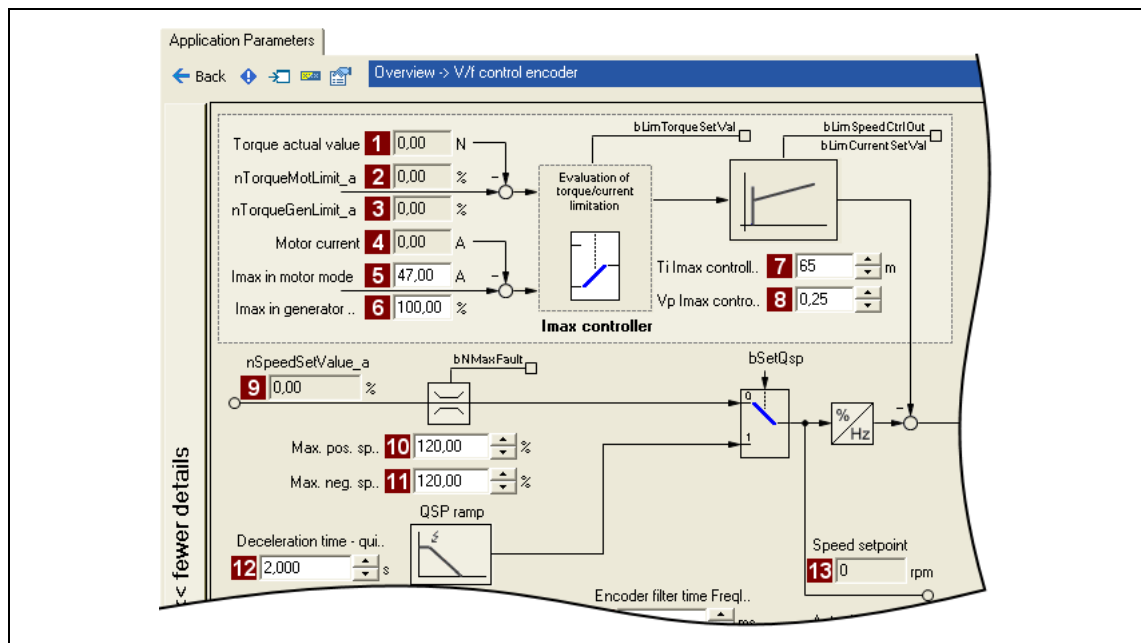 Application Parameters
Back
Overview -> V/f control encoder
bLimTorqueSetVal
bLimSpeedCtrlOut
bLimCurrentSetVal
Torque actual value 1 0,00 N
nTorqueMotLimit_a 2 0,00 %
nTorqueGenLimit_a 3 0,00 %
Motor current 4 0,00 A
Imax in motor mode 5 47,00 A
Imax in generator .. 6 100,00 %
Evaluation of
torque/current
limitation
Imax controller
Ti Imax controll.. 7 65 m
Vp Imax contro.. 8 0,25
nSpeedSetValue_a
9 0,00 %
bNMaxFault
bSetQsp
0
1
%
Hz
Max. pos. sp.. 10 120,00 %
Max. neg. sp.. 11 120,00 %
QSP ramp
Deceleration time - qui..
12 2,000 s
Speed setpoint
13 0 rpm
Encoder filter time Freql..
<< fewer details